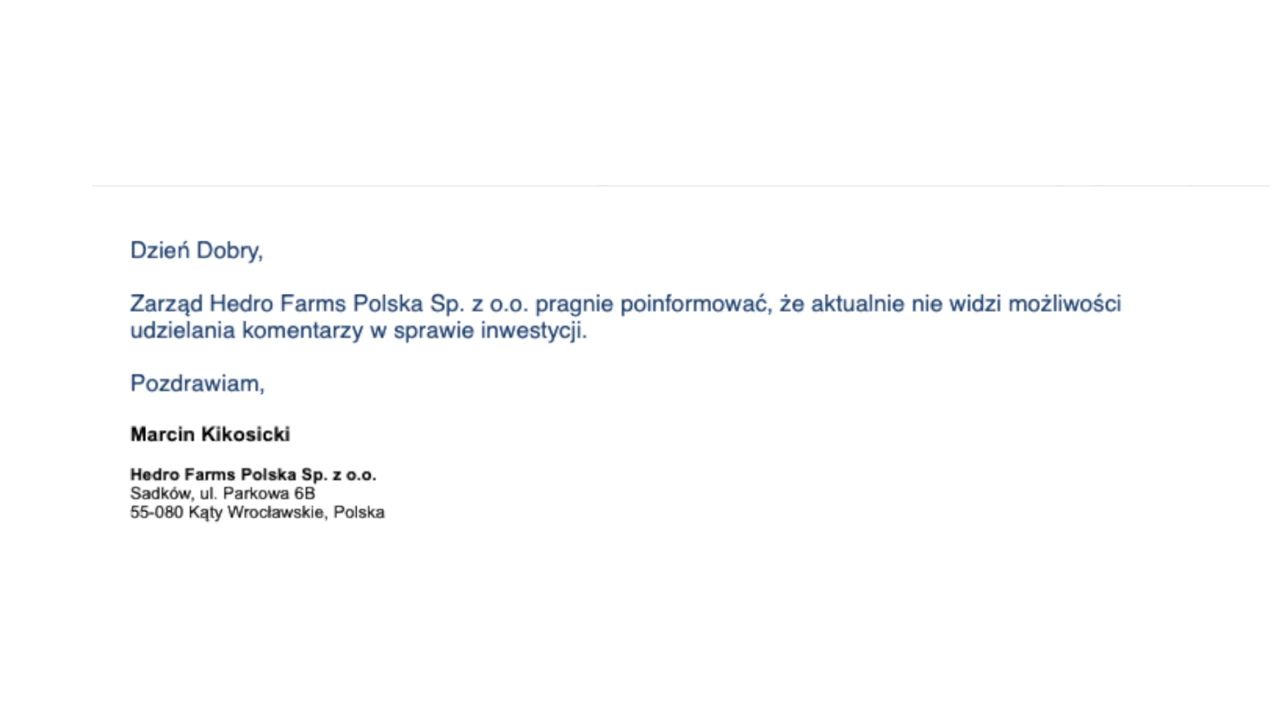 Dzień Dobry,
Zarząd Hedro Farms Polska Sp. z o.o. pragnie poinformować, że aktualnie nie widzi możliwości
udzielania komentarzy w sprawie inwestycji.
Pozdrawiam,
Marcin Kikosicki
Hedro Farms Polska Sp. z o.o.
Sadków, ul. Parkowa 6B
55-080 Kąty Wrocławskie, Polska